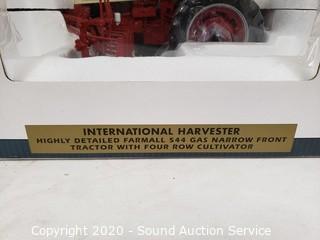 INTERNATIONAL HARVESTER
HIGHLY DETAILED FARMALL 544 GAS NARROW FRONT
TRACTOR WITH FOUR ROW CULTIVATOR
Copyright © 2020 - Sound Auction Service